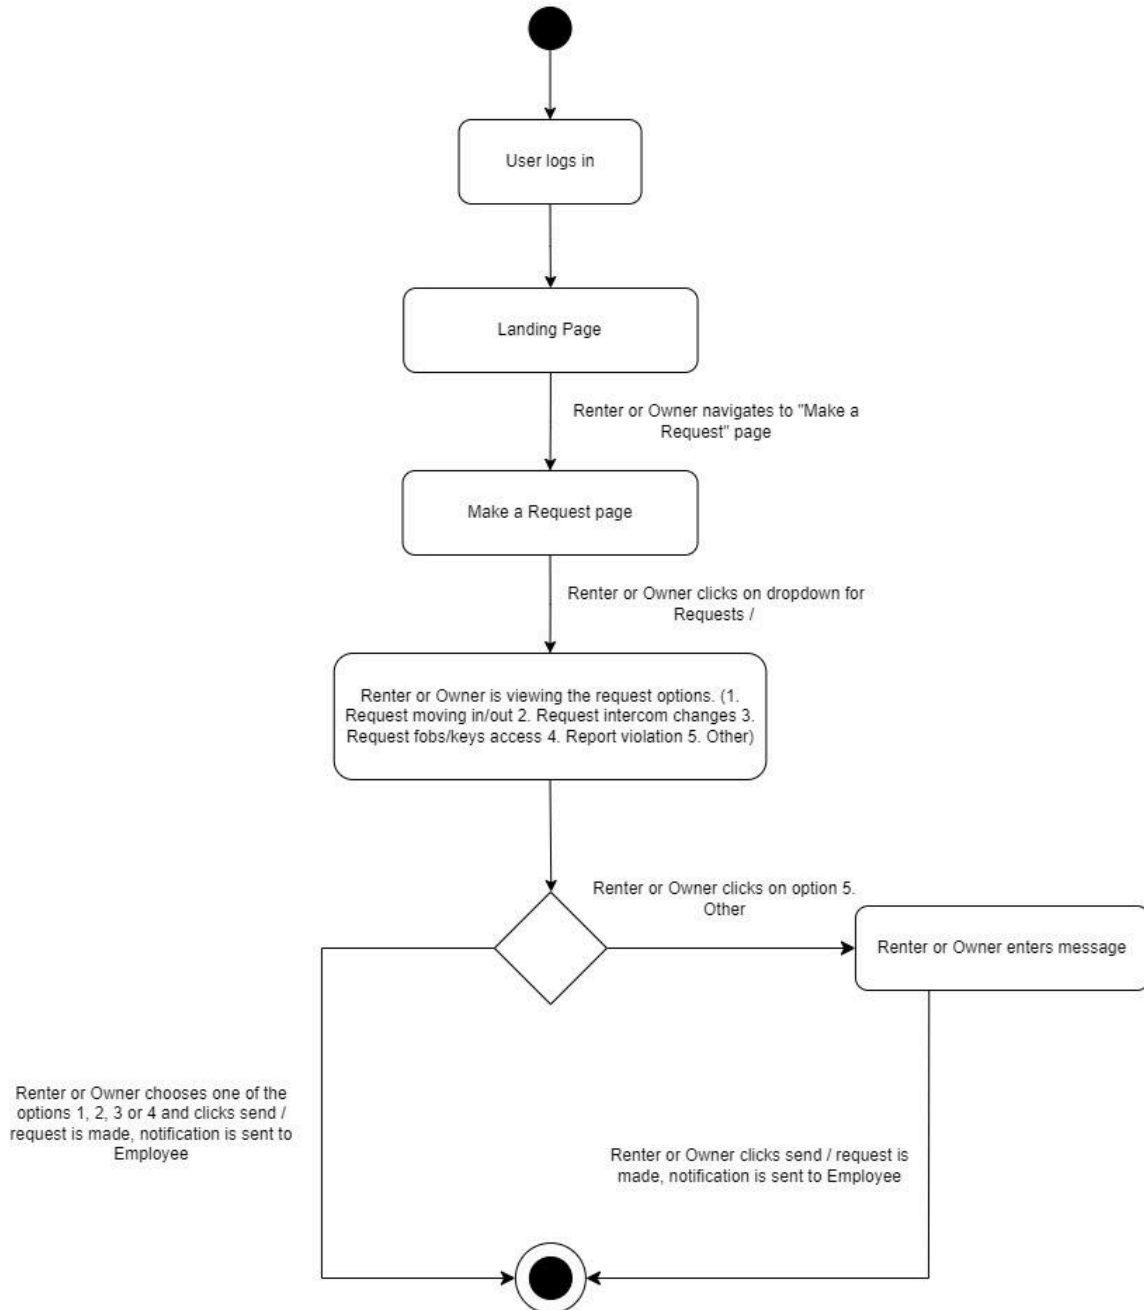 User logs in
Landing Page
Renter or Owner navigates to "Make a
Request" page
Make a Request page
Renter or Owner clicks on dropdown for
Requests /
Renter or Owner is viewing the request options. (1.
Request moving in/out 2. Request intercom changes 3.
Request fobs/keys access 4. Report violation 5. Other)
Renter or Owner clicks on option 5.
Other
Renter or Owner enters message
Renter or Owner chooses one of the
options 1, 2, 3 or 4 and clicks send /
request is made, notification is sent to
Employee
Renter or Owner clicks send / request is
made, notification is sent to Employee